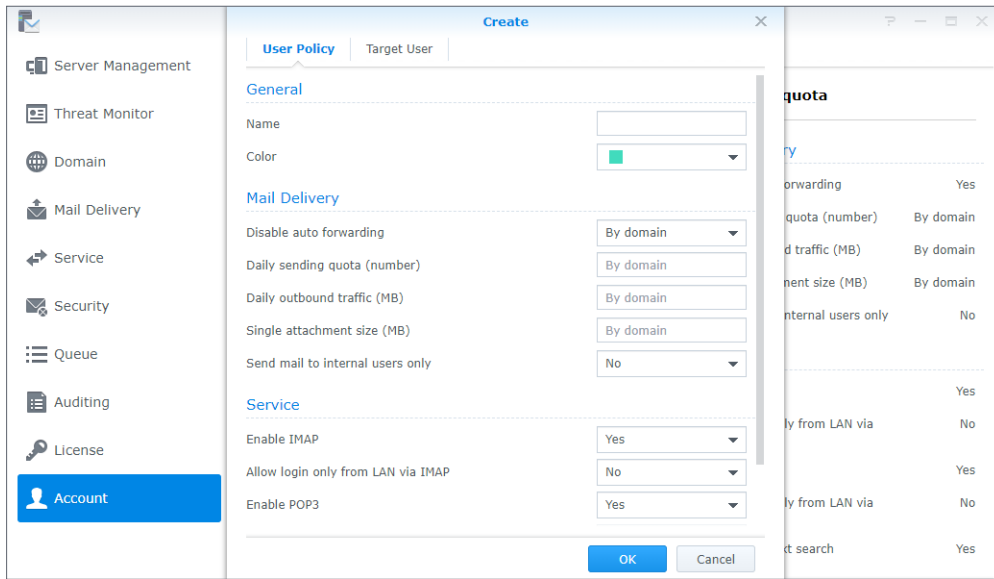 Create
User Policy Target User
Server Management
Threat Monitor
Domain
Mail Delivery
Service
Security
Queue
Auditing
License
Account
General
Name
Color
Mail Delivery
Disable auto forwarding By domain
Daily sending quota (number) By domain
Daily outbound traffic (MB) By domain
Single attachment size (MB) By domain
Send mail to internal users only No
Service
Enable IMAP Yes
Allow login only from LAN via IMAP No
Enable POP3 Yes
OK Cancel
quota
orwarding Yes
quota (number) By domain
d traffic (MB) By domain
ment size (MB) By domain
nternal users only No
Yes
ly from LAN via No
Yes
ly from LAN via No
xt search Yes